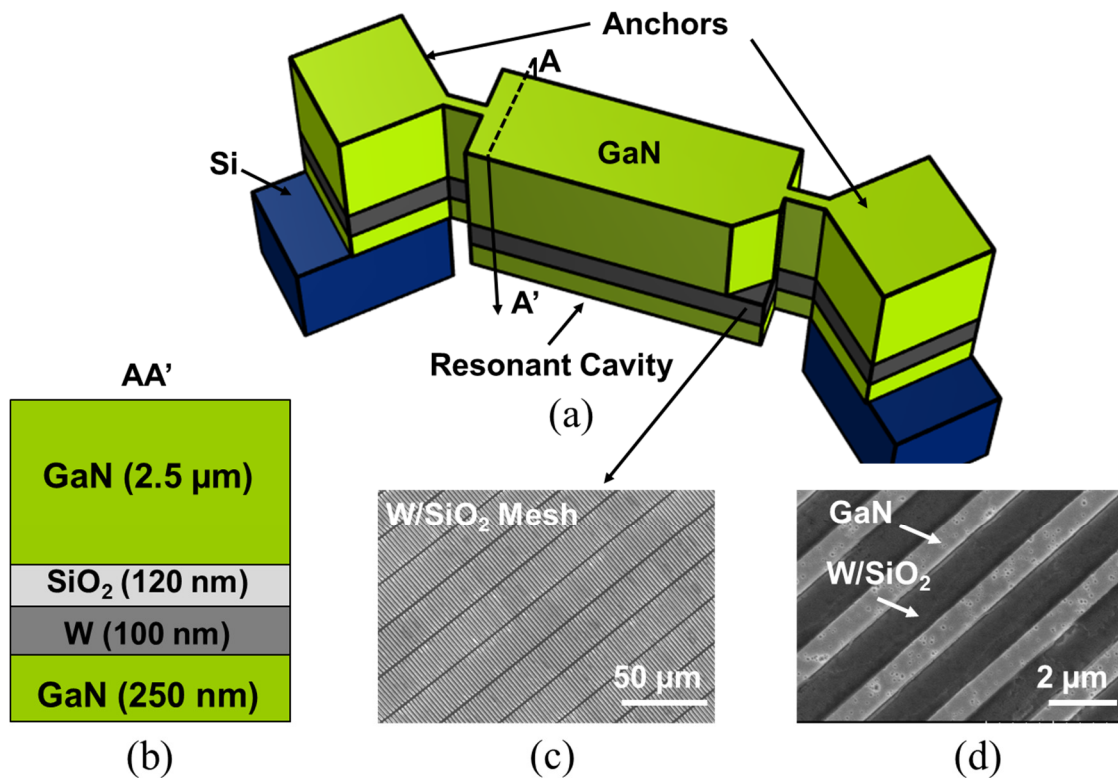 Anchors
A
GaN
Si
A’
Resonant Cavity
(a)
AA’
GaN (2.5 µm)
SiO₂ (120 nm)
W (100 nm)
GaN (250 nm)
(b)
W/SiO₂ Mesh
50 µm
(c)
GaN
W/SiO₂
2 µm
(d)